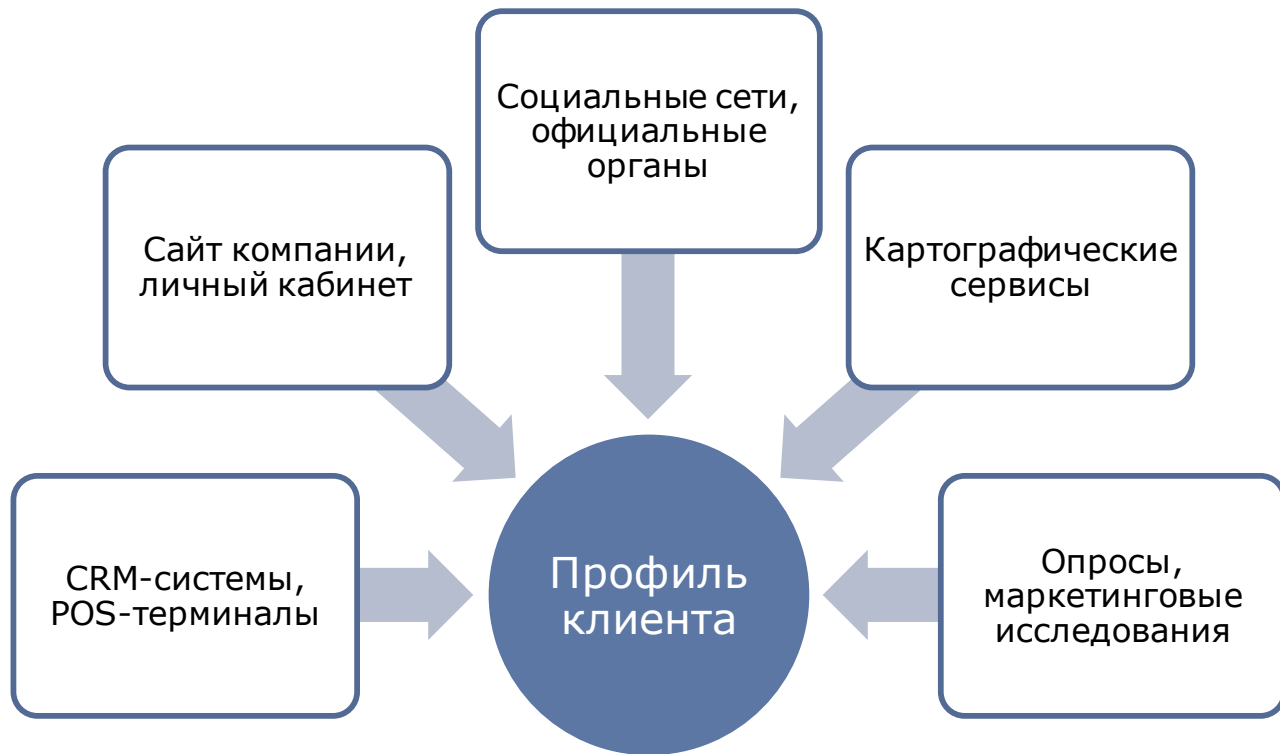 Социальные сети,
официальные
органы
Сайт компании,
личный кабинет
Картографические
сервисы
CRM-системы,
POS-терминалы
Профиль
клиента
Опросы,
маркетинговые
исследования